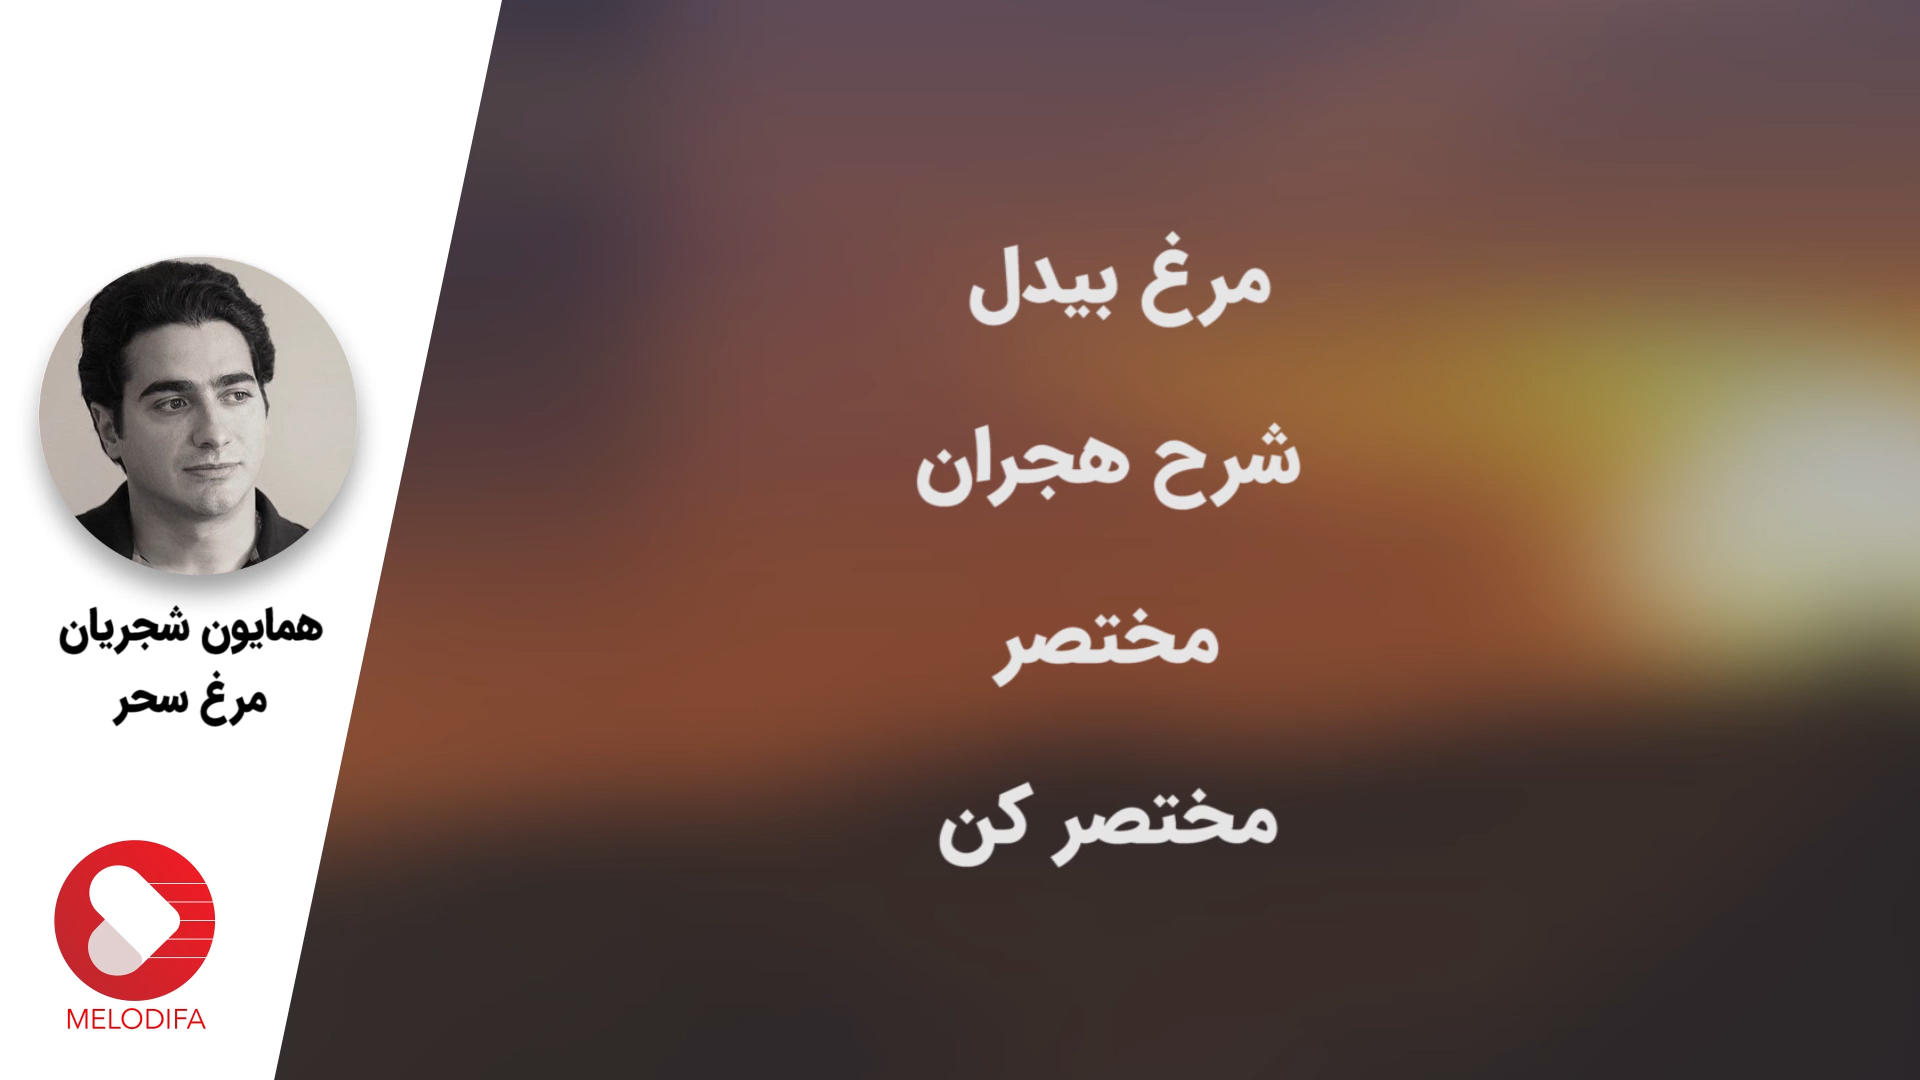 مرغ بیدل
شرح هجران
مختصر
مختصر کن
همایون شجریان
مرغ سحر
MELODIFA